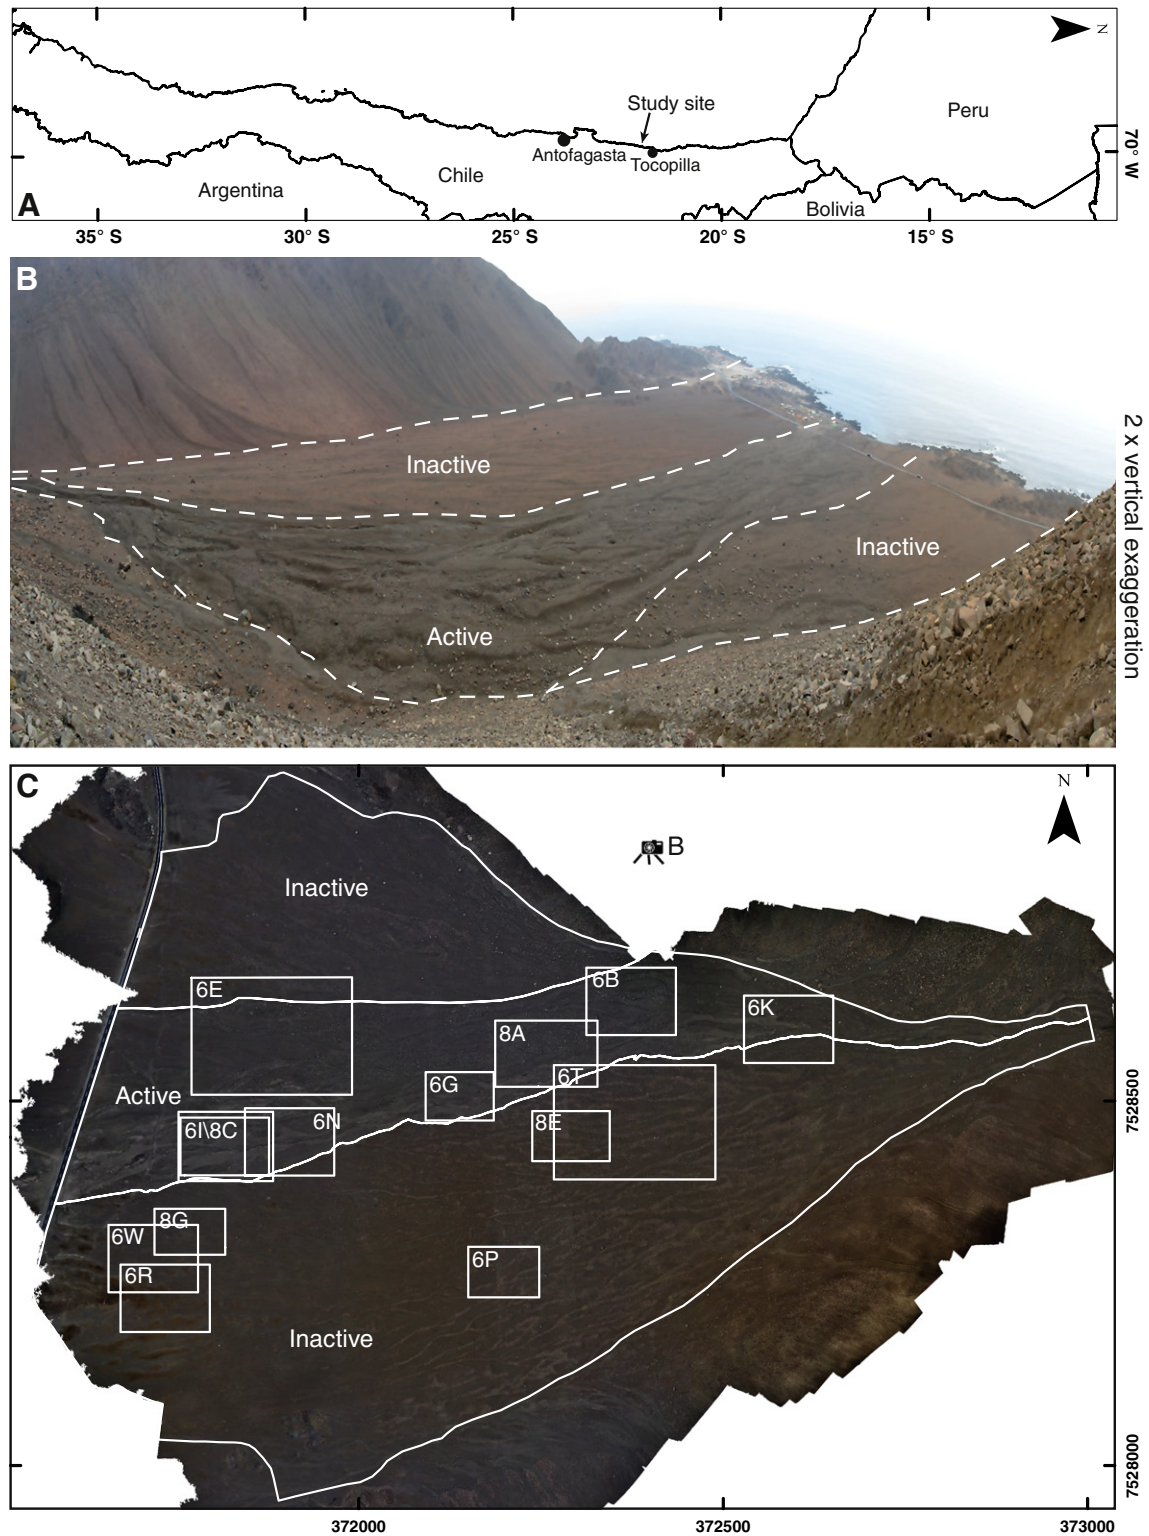 N
Study site
Peru
Antofagasta
Tocopilla
Chile
Argentina
Bolivia
70° W
A
35° S
30° S
25° S
20° S
15° S
B
Inactive
Inactive
Active
2 x vertical exaggeration
C
N
B
Inactive
6E
6B
6K
8A
6T
6G
Active
6I\8C
6N
8E
7528500
8G
6W
6R
6P
Inactive
7528000
372000
372500
373000